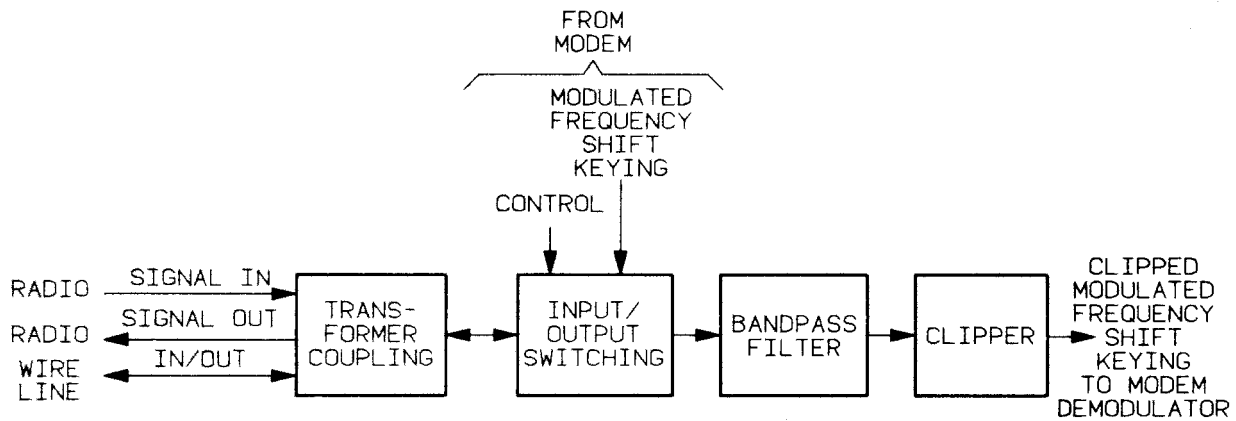 FROM
MODEM
MODULATED
FREQUENCY
SHIFT
KEYING
CONTROL
RADIO
SIGNAL IN
RADIO
SIGNAL OUT
WIRE
LINE
IN/OUT
TRANS-
FORMER
COUPLING
INPUT/
OUTPUT
SWITCHING
BANDPASS
FILTER
CLIPPER
CLIPPED
MODULATED
FREQUENCY
SHIFT
KEYING
TO MODEM
DEMODULATOR